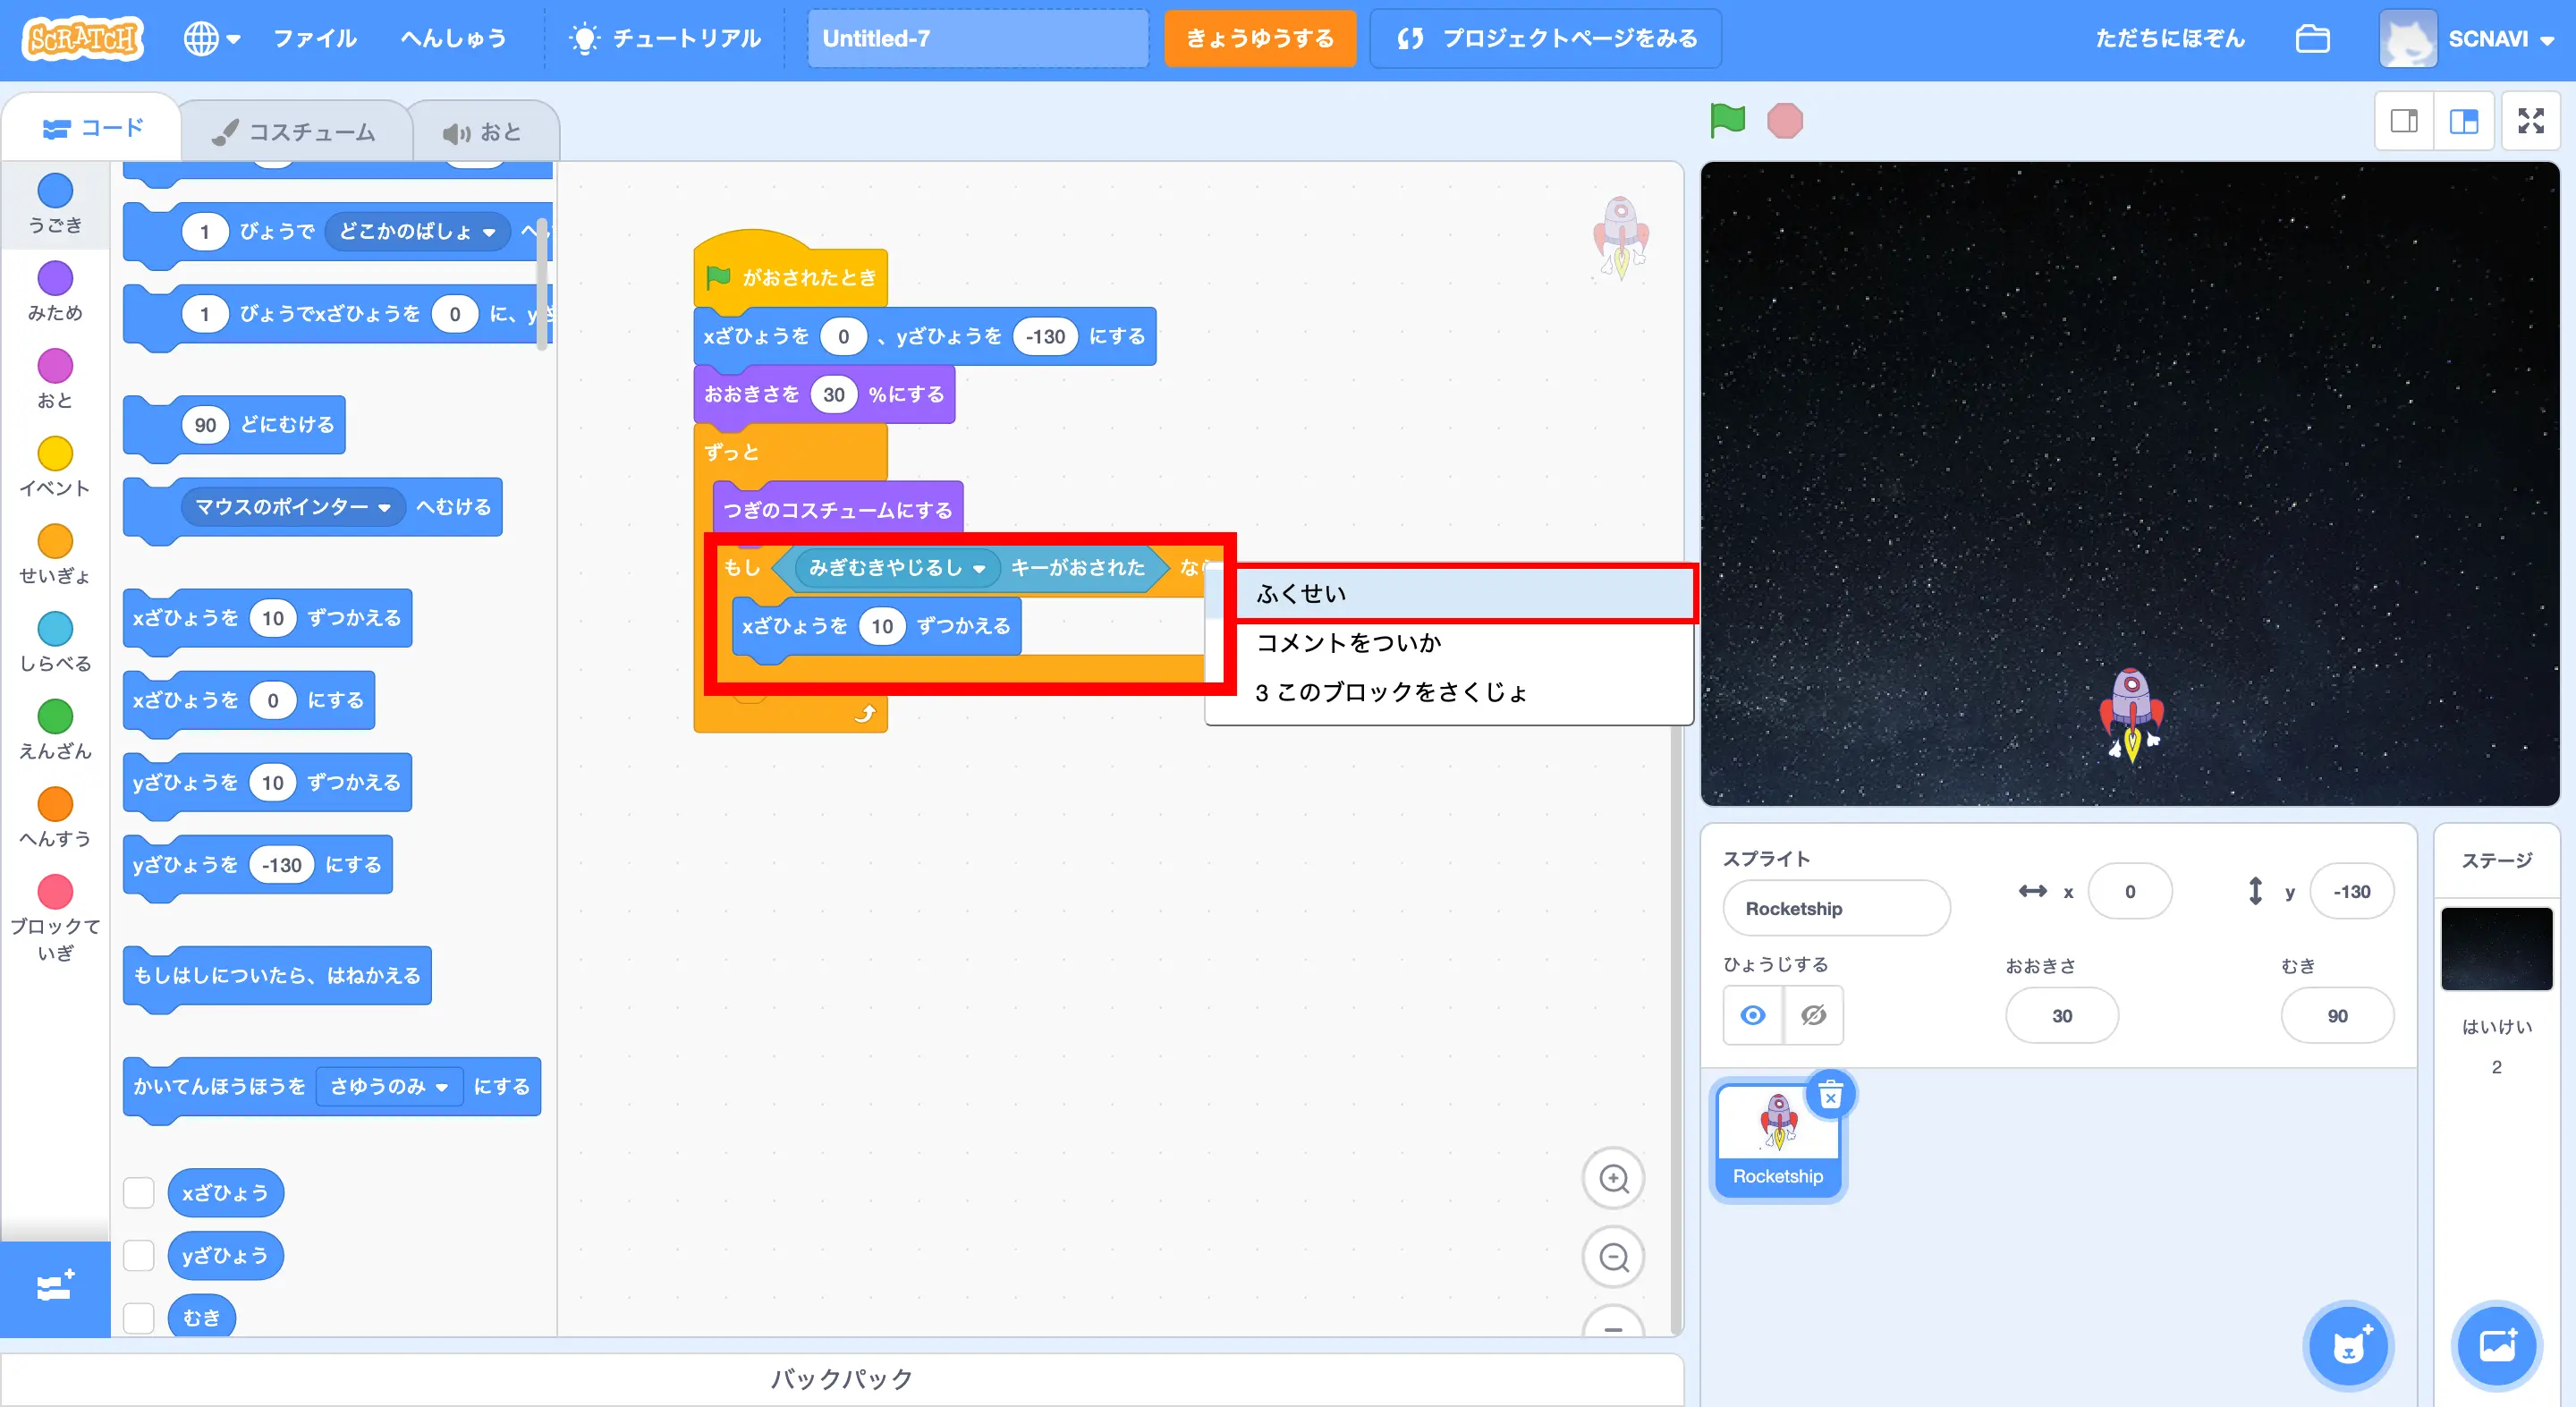 SCRATCH
ファイル
へんしゅう
チュートリアル
Untitled-7
きょうゆうする
プロジェクトページをみる
ただちにほぞん
SCNAVI
コード
コスチューム
おと
うごき
みため
おと
イベント
せいぎょ
しらべる
えんざん
へんすう
ブロックて
いぎ
1 びょうで どこかのばしょ へ
1 びょうでxざひょうを 0 に、y
90 どにむける
マウスのポインター へむける
xざひょうを 10 ずつかえる
xざひょうを 0 にする
yざひょうを 10 ずつかえる
yざひょうを -130 にする
もしはしについたら、はねかえる
かいてんほうほうを さゆうのみ にする
xざひょう
yざひょう
むき
がおされたとき
xざひょうを 0 、yざひょうを -130 にする
おおきさを 30 %にする
ずっと
つぎのコスチュームにする
もし みぎむきやじるし キーがおされた な
xざひょうを 10 ずつかえる
ふくせい
コメントをついか
3 このブロックをさくじょ
バックパック
スプライト
Rocketship
x 0
y -130
ひょうじする
おおきさ
30
むき
90
Rocketship
ステージ
はいけい
2